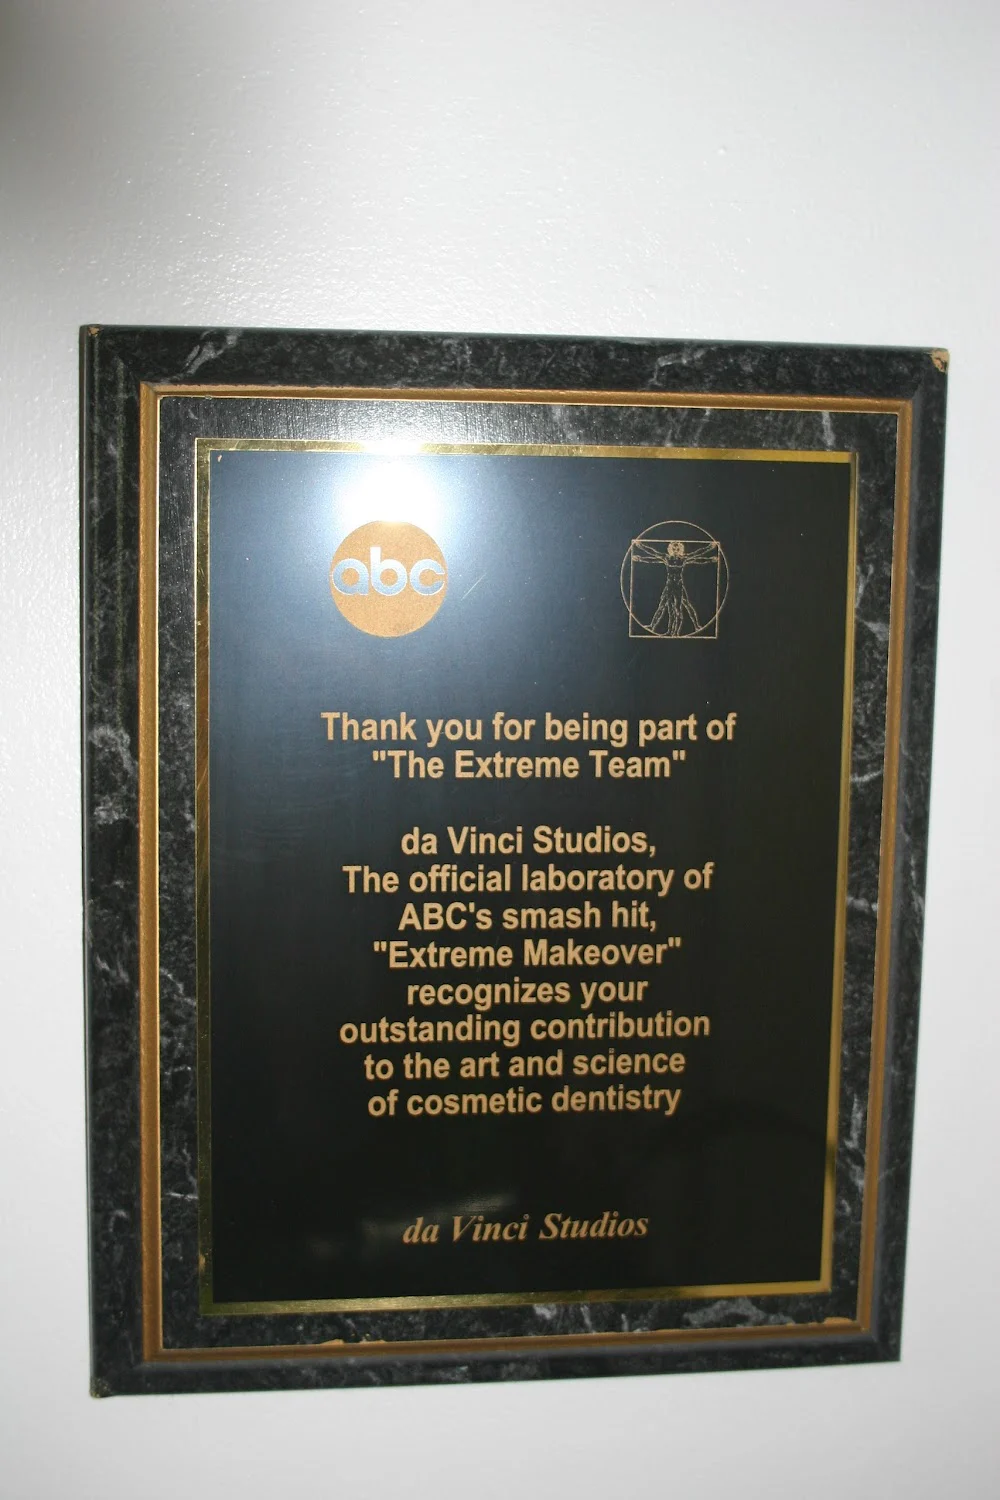 abc
Thank you for being part of
"The Extreme Team"
da Vinci Studios,
The official laboratory of
ABC's smash hit,
"Extreme Makeover"
recognizes your
outstanding contribution
to the art and science
of cosmetic dentistry
da Vinci Studios